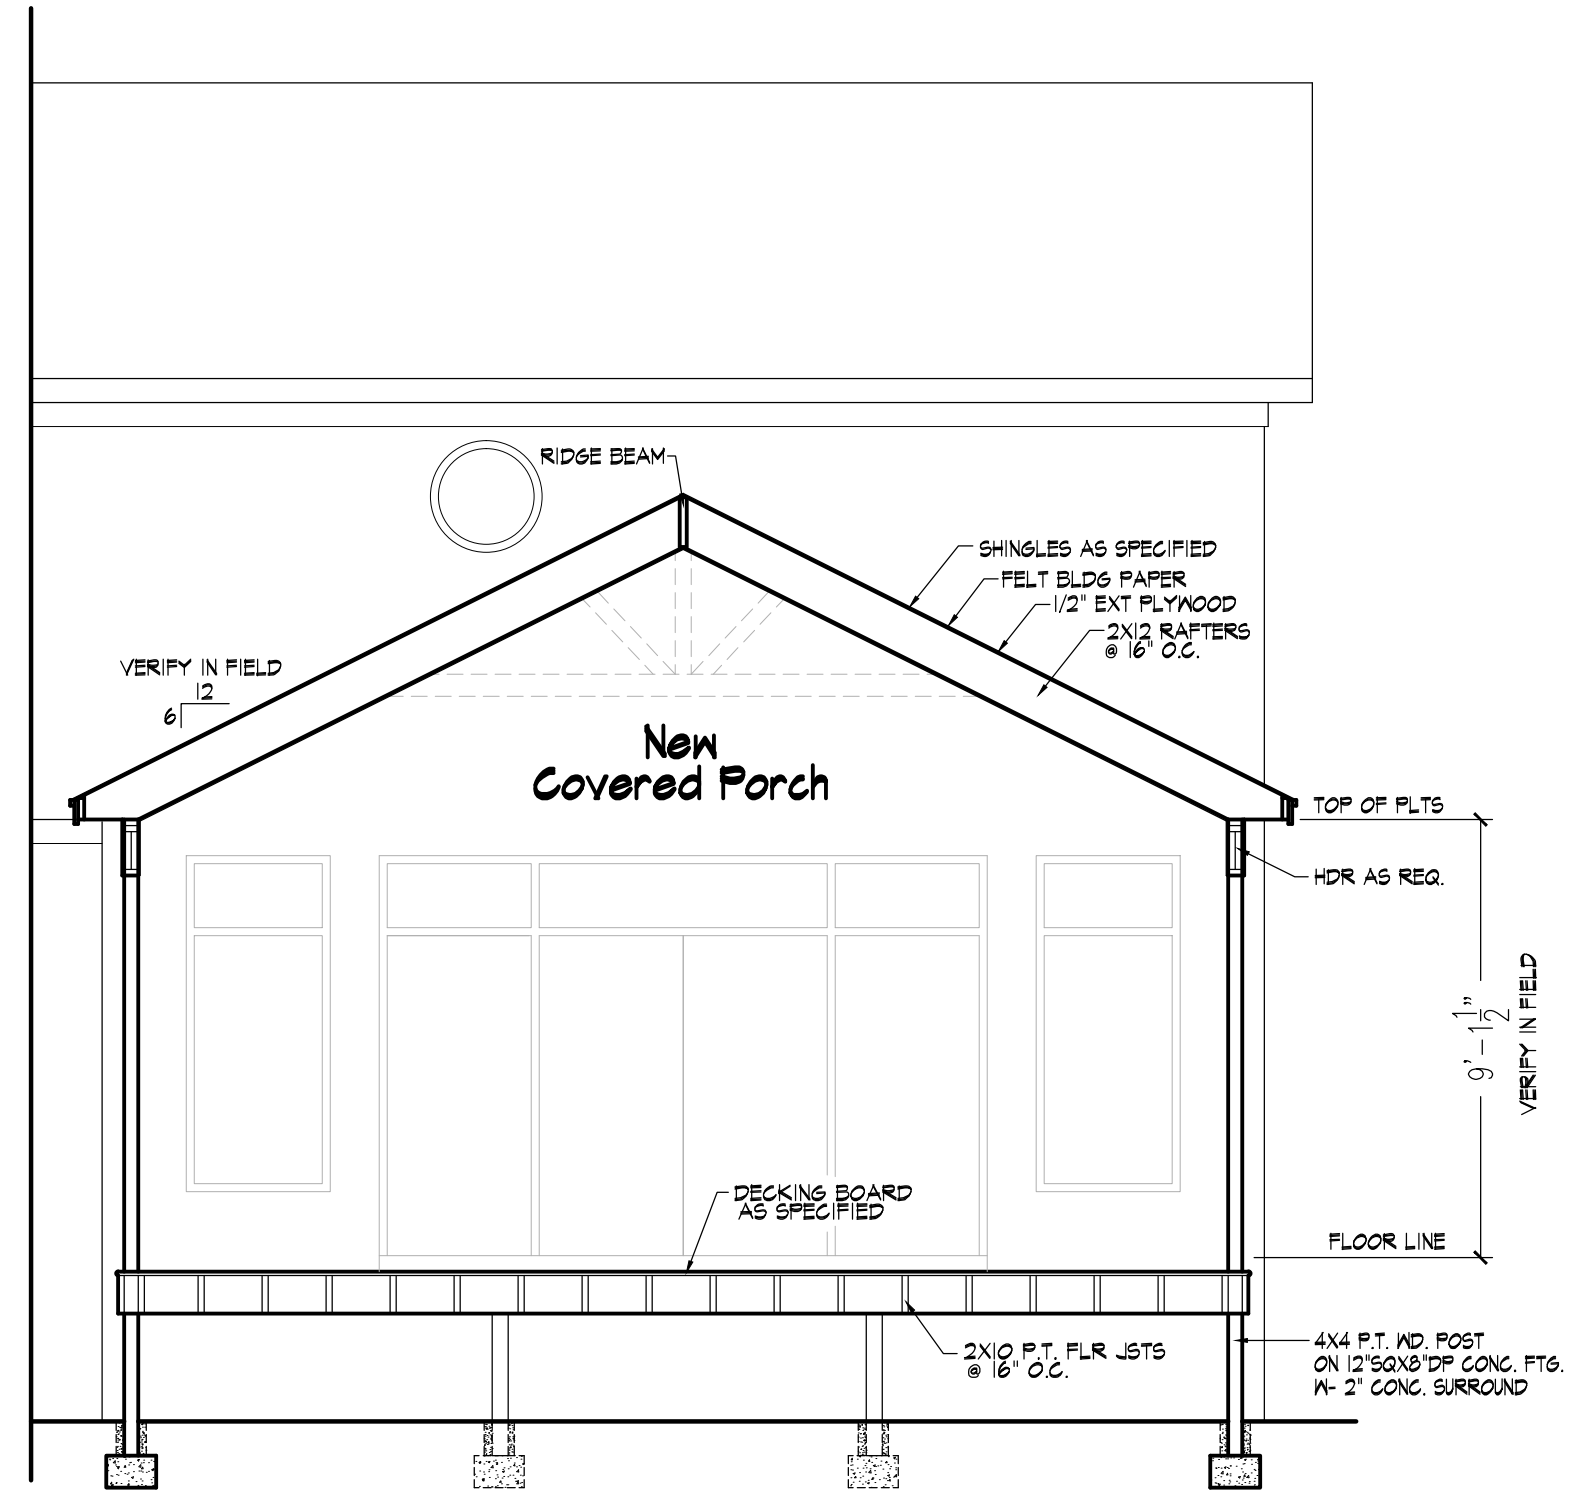 RIDGE BEAM
SHINGLES AS SPECIFIED
FELT BLDG PAPER
1/2" EXT PLYWOOD
2X12 RAFTERS
@ 16" O.C.
VERIFY IN FIELD
12
6
New
Covered Porch
TOP OF PLTS
HDR AS REQ.
9'-1 1/2"
VERIFY IN FIELD
DECKING BOARD
AS SPECIFIED
FLOOR LINE
2X10 P.T. FLR JSTS
@ 16" O.C.
4X4 P.T. WD. POST
ON 12"SQX8"DP CONC. FTG.
W- 2" CONC. SURROUND